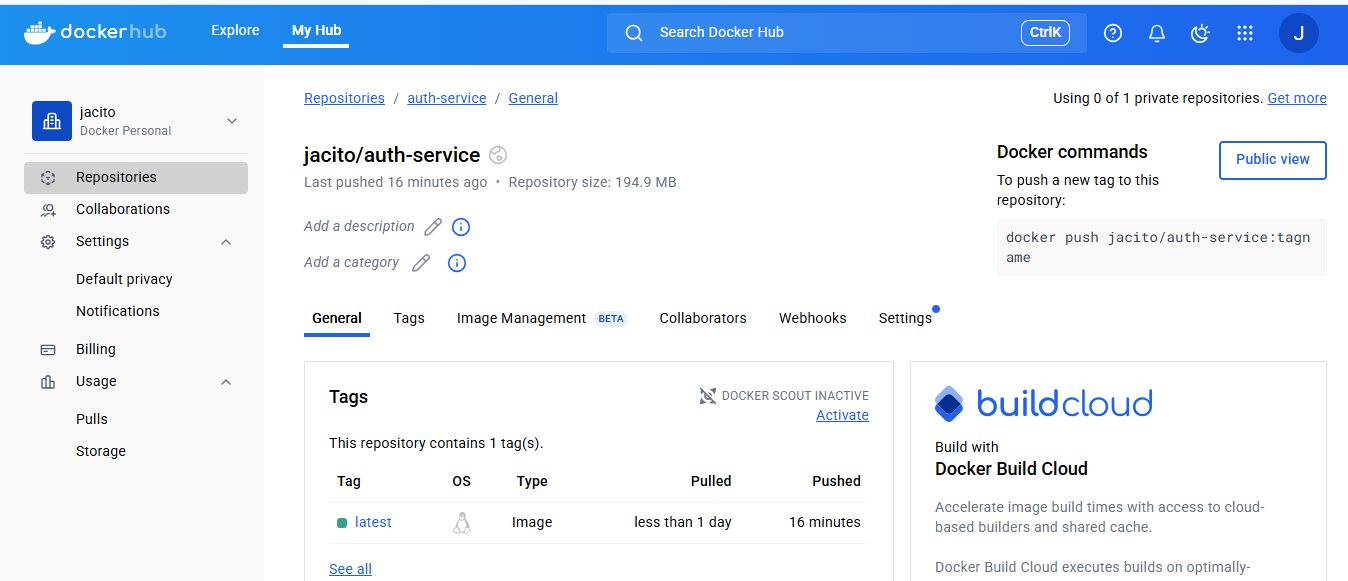 dockerhub
Explore
My Hub
Search Docker Hub
CtrlK
J
jacito
Docker Personal
Repositories
Collaborations
Settings
Default privacy
Notifications
Billing
Usage
Pulls
Storage
Repositories / auth-service / General
Using 0 of 1 private repositories. Get more
jacito/auth-service
Last pushed 16 minutes ago • Repository size: 194.9 MB
Add a description
Add a category
Docker commands
Public view
To push a new tag to this
repository:
docker push jacito/auth-service:tagn
ame
General Tags Image Management BETA Collaborators Webhooks Settings
Tags
DOCKER SCOUT INACTIVE
Activate
This repository contains 1 tag(s).
Tag OS Type Pulled Pushed
latest Image less than 1 day 16 minutes
See all
buildcloud
Build with
Docker Build Cloud
Accelerate image build times with access to cloud-
based builders and shared cache.
Docker Build Cloud executes builds on optimally-